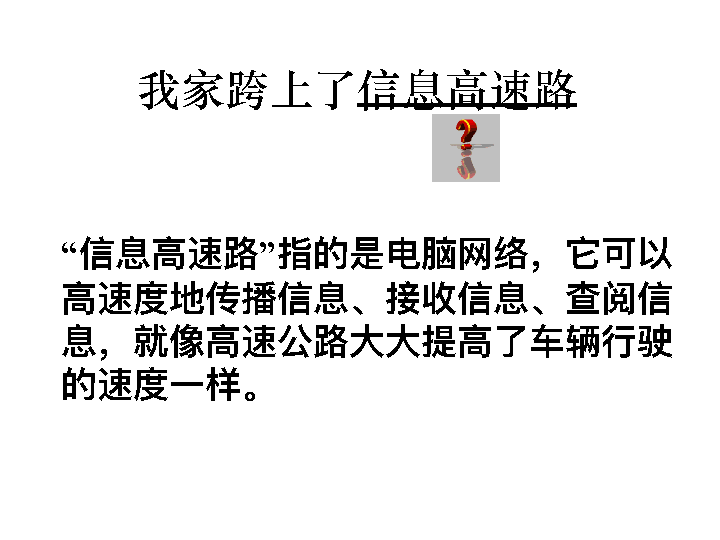 我家跨上了信息高速路
“信息高速路”指的是电脑网络，它可以
高速度地传播信息、接收信息、查阅信
息，就像高速公路大大提高了车辆行驶
的速度一样。